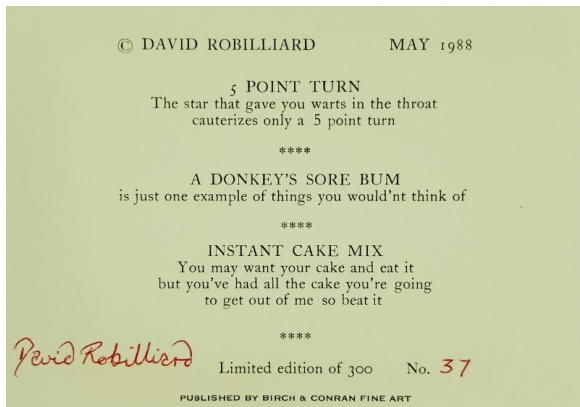 © DAVID ROBILLIARD MAY 1988
5 POINT TURN
The star that gave you warts in the throat
cauterizes only a 5 point turn
****
A DONKEY'S SORE BUM
is just one example of things you would'nt think of
****
INSTANT CAKE MIX
You may want your cake and eat it
but you've had all the cake you're going
to get out of me so beat it
****
David Robilliard Limited edition of 300 No. 37
PUBLISHED BY BIRCH & CONRAN FINE ART